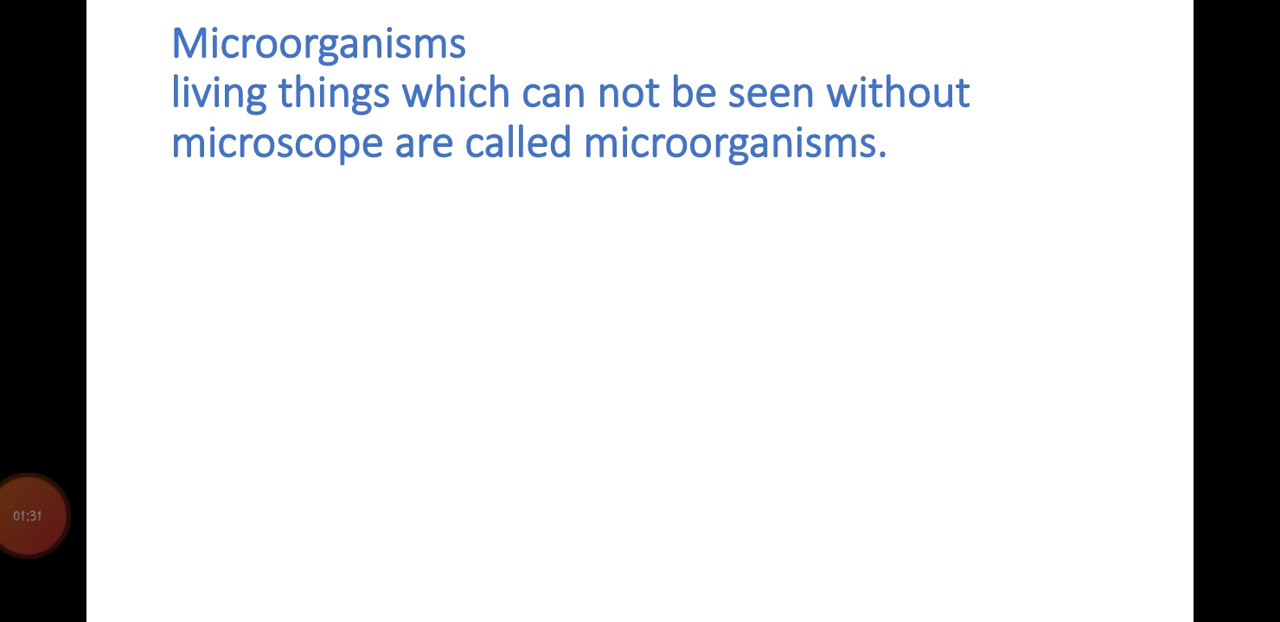 Microorganisms
living things which can not be seen without
microscope are called microorganisms.
01:31